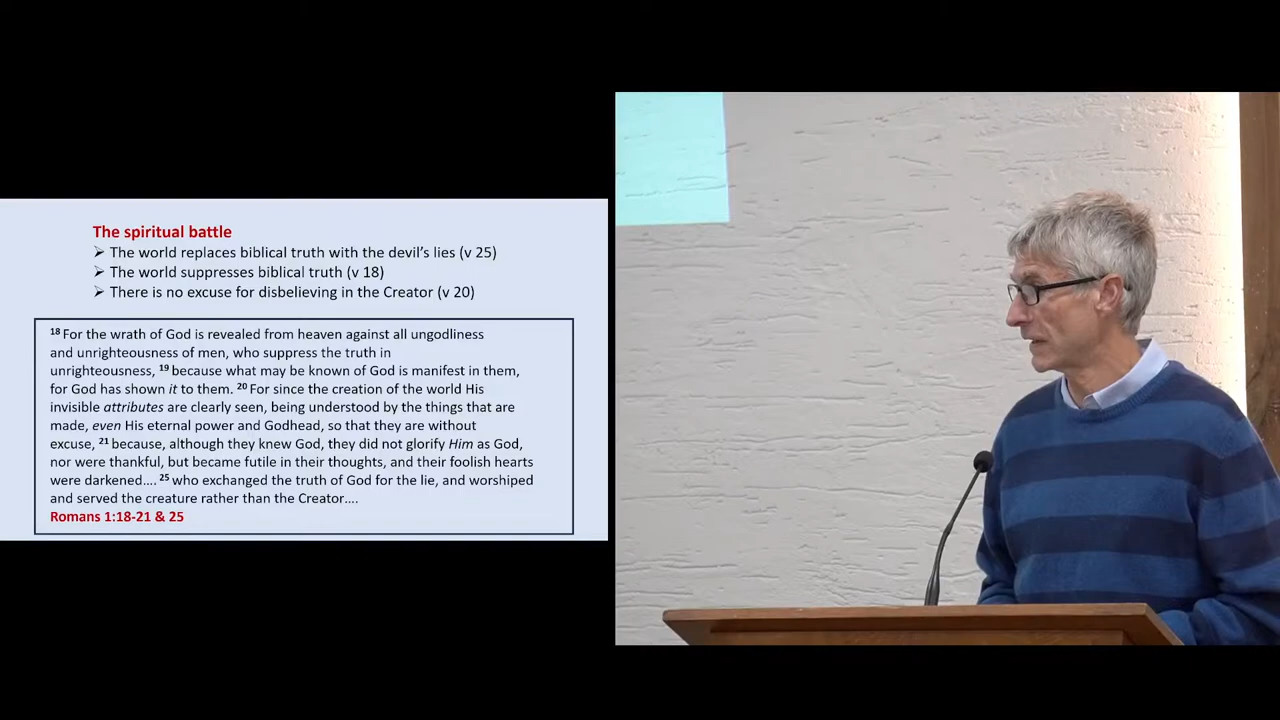 The spiritual battle
➢ The world replaces biblical truth with the devil's lies (v 25)
➢ The world suppresses biblical truth (v 18)
➢ There is no excuse for disbelieving in the Creator (v 20)
18 For the wrath of God is revealed from heaven against all ungodliness
and unrighteousness of men, who suppress the truth in
unrighteousness, 19 because what may be known of God is manifest in them,
for God has shown it to them. 20 For since the creation of the world His
invisible attributes are clearly seen, being understood by the things that are
made, even His eternal power and Godhead, so that they are without
excuse, 21 because, although they knew God, they did not glorify Him as God,
nor were thankful, but became futile in their thoughts, and their foolish hearts
were darkened.... 25 who exchanged the truth of God for the lie, and worshiped
and served the creature rather than the Creator....
Romans 1:18-21 & 25